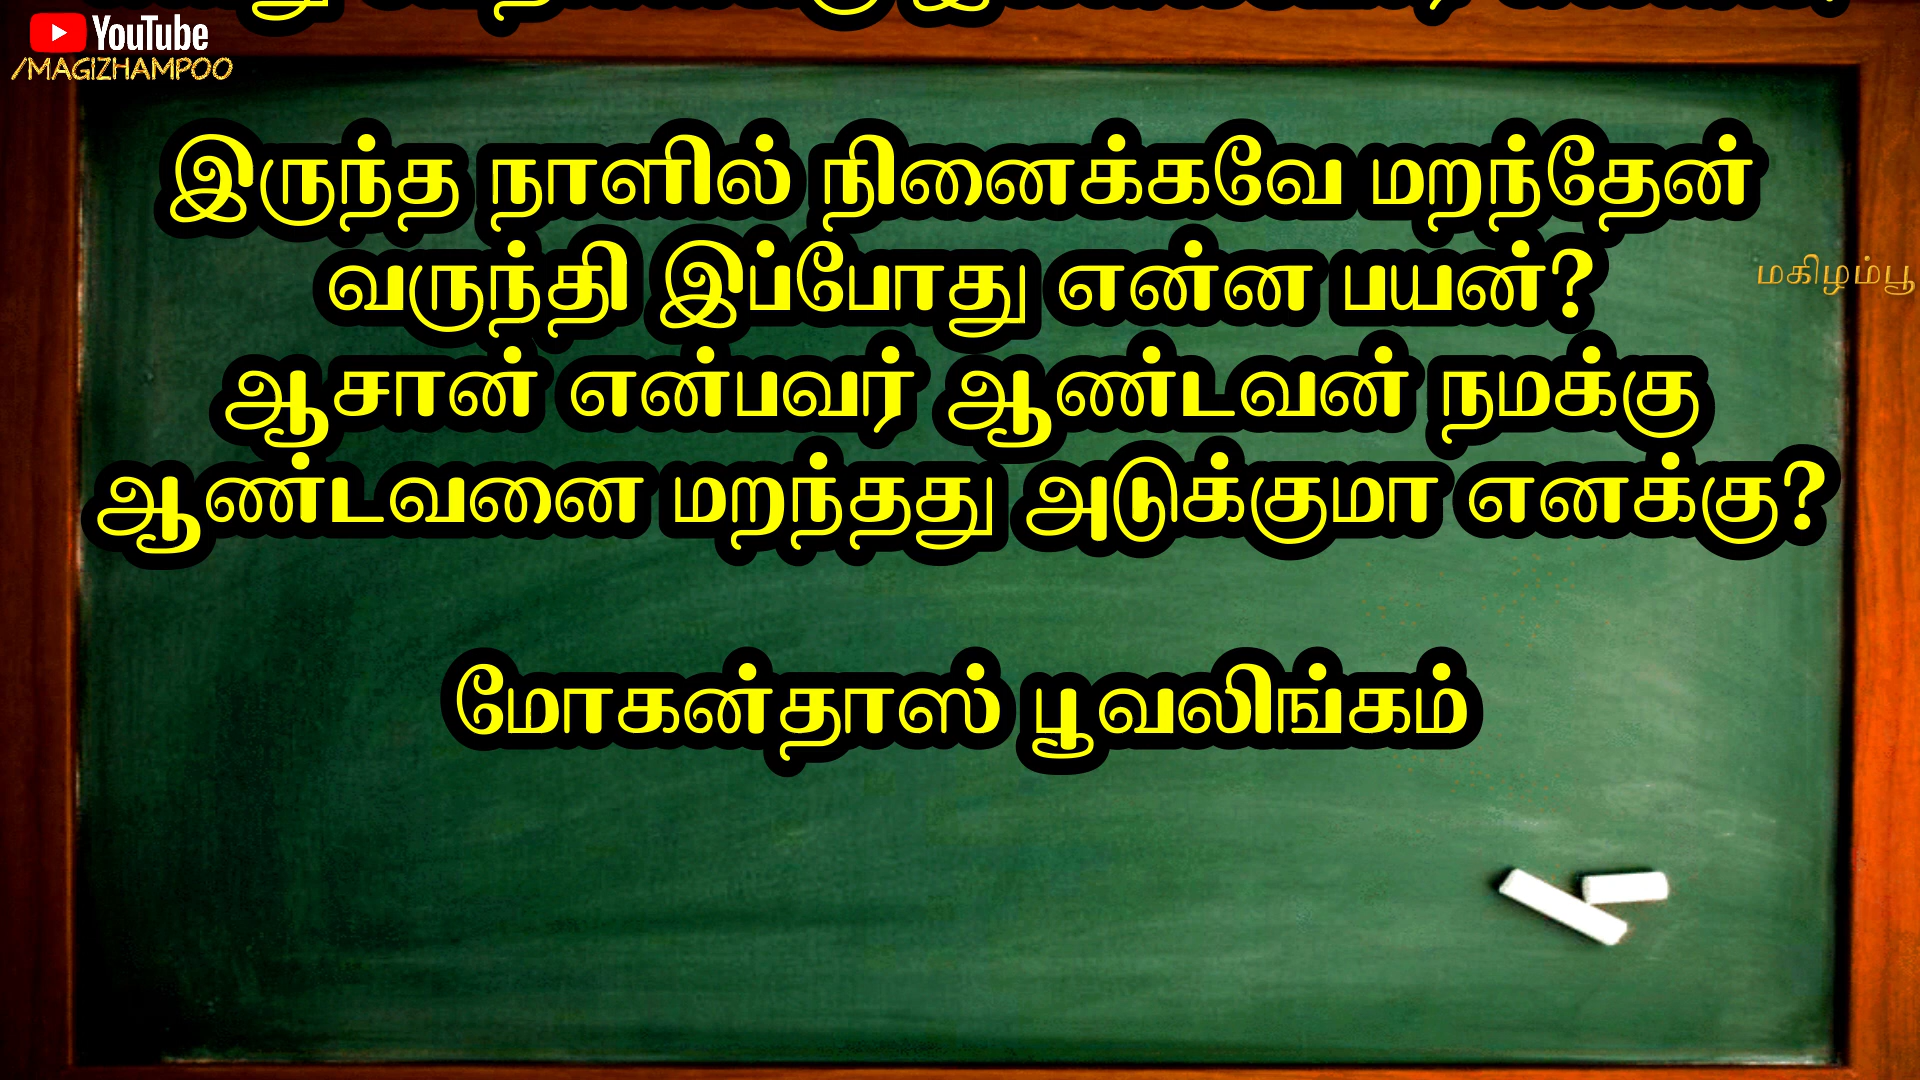 YouTube
/MAGIZHAMPOO
இருந்த நாளில் நினைக்கவே மறந்தேன்
வருந்தி இப்போது என்ன பயன்?
மகிழம்பூ
ஆசான் என்பவர் ஆண்டவன் நமக்கு
ஆண்டவனை மறந்தது அடுக்குமா எனக்கு?
மோகன்தாஸ் பூவலிங்கம்